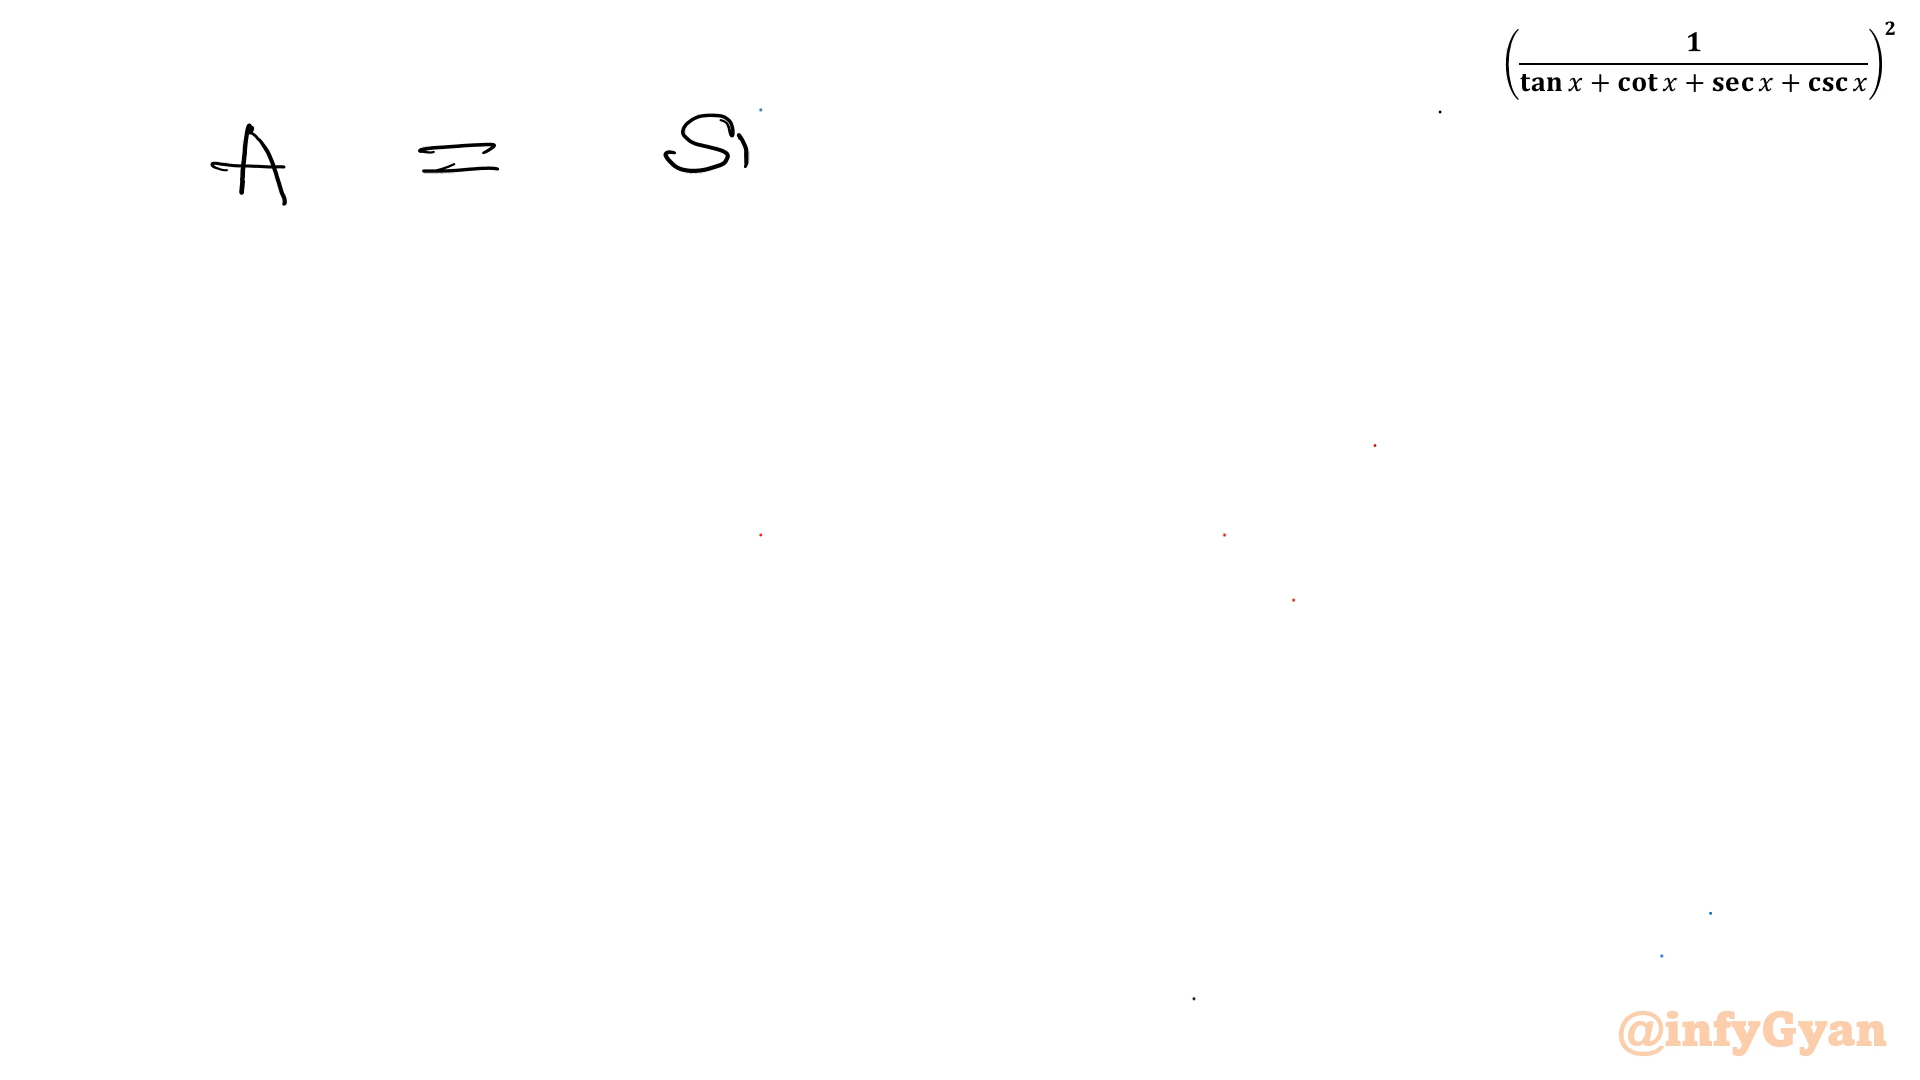 (1/(tan x + cot x + sec x + csc x))²
A = Si
@infyGyan